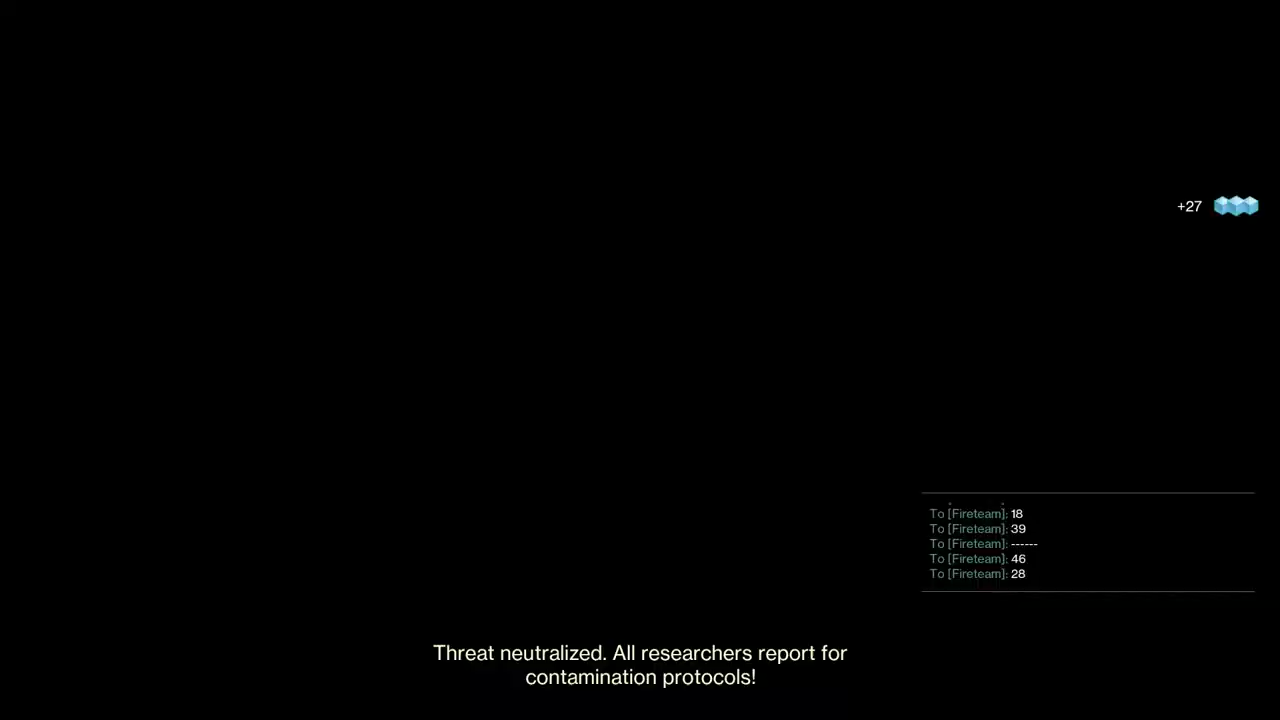 +27
To [Fireteam]: 18
To [Fireteam]: 39
To [Fireteam]: ------
To [Fireteam]: 46
To [Fireteam]: 28
Threat neutralized. All researchers report for
contamination protocols!